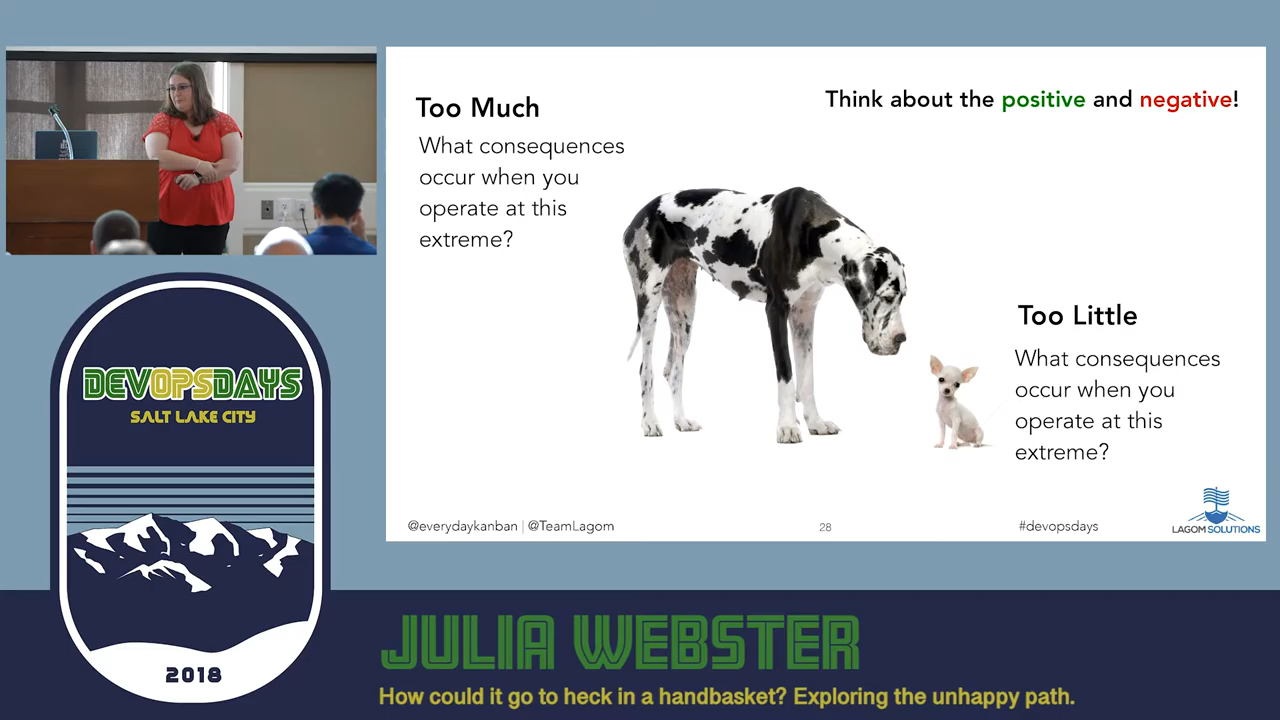 Too Much
What consequences
occur when you
operate at this
extreme?
Think about the positive and negative!
Too Little
What consequences
occur when you
operate at this
extreme?
@everydaykanban | @TeamLagom
28
#devopsdays
LAGOM SOLUTIONS
DEVOPSDAYS
SALT LAKE CITY
2018
JULIA WEBSTER
How could it go to heck in a handbasket? Exploring the unhappy path.